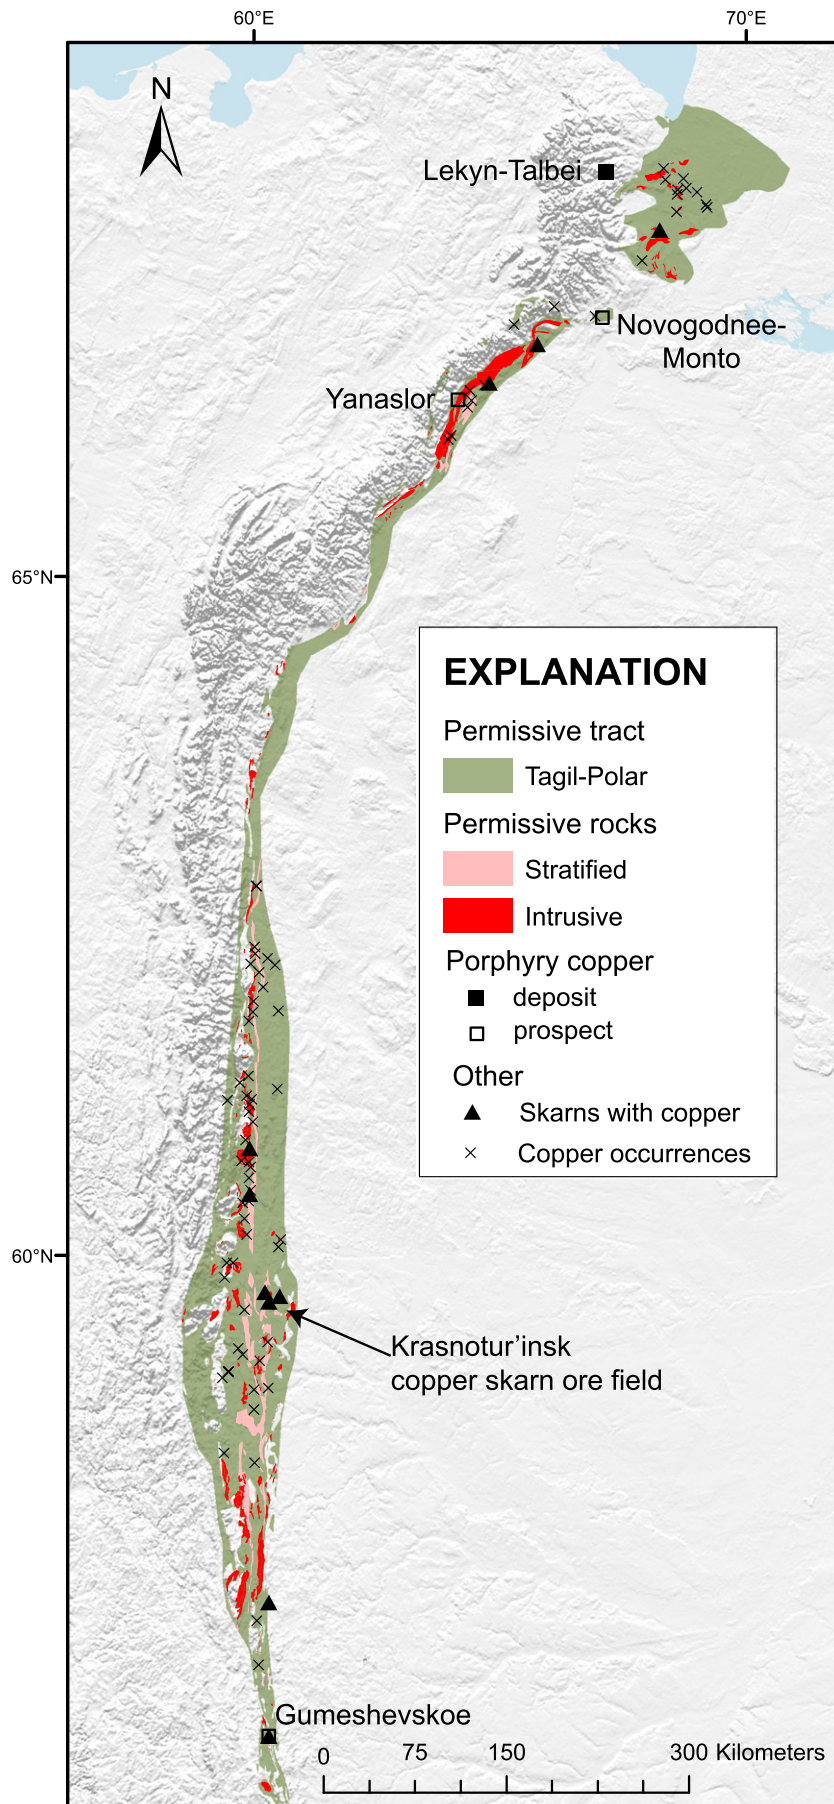 60°E 70°E
N
Lekyn-Talbei
Novogodnee-
Monto
Yanaslor
65°N
EXPLANATION
Permissive tract
Tagil-Polar
Permissive rocks
Stratified
Intrusive
Porphyry copper
deposit
prospect
Other
Skarns with copper
Copper occurrences
60°N
Krasnotur'insk
copper skarn ore field
Gumeshevskoe
0 75 150 300 Kilometers